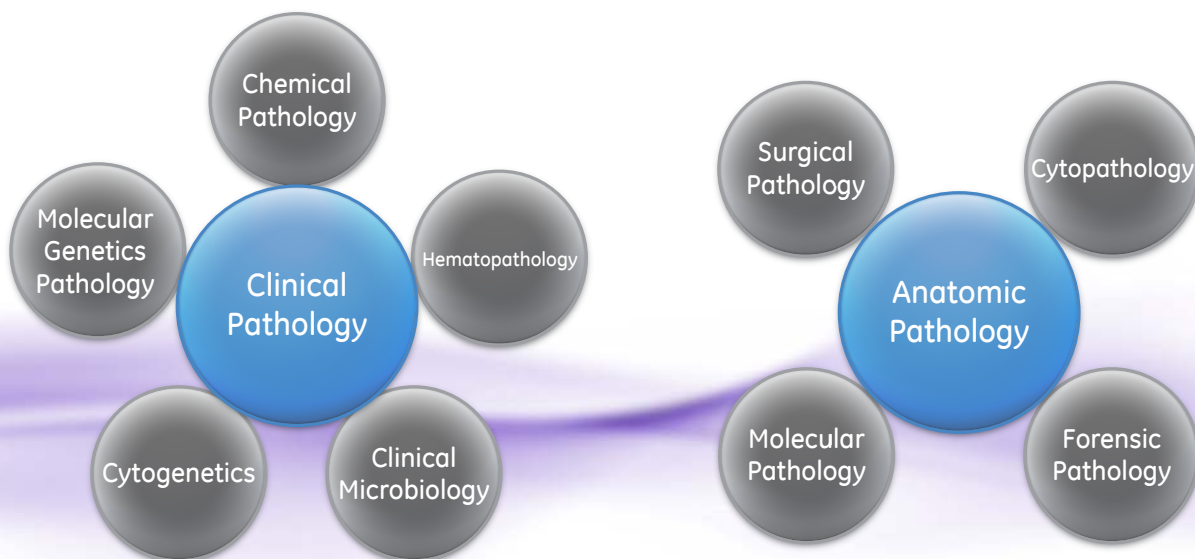 Chemical
Pathology
Molecular
Genetics
Pathology
Hematopathology
Clinical
Pathology
Cytogenetics
Clinical
Microbiology
Surgical
Pathology
Cytopathology
Anatomic
Pathology
Molecular
Pathology
Forensic
Pathology